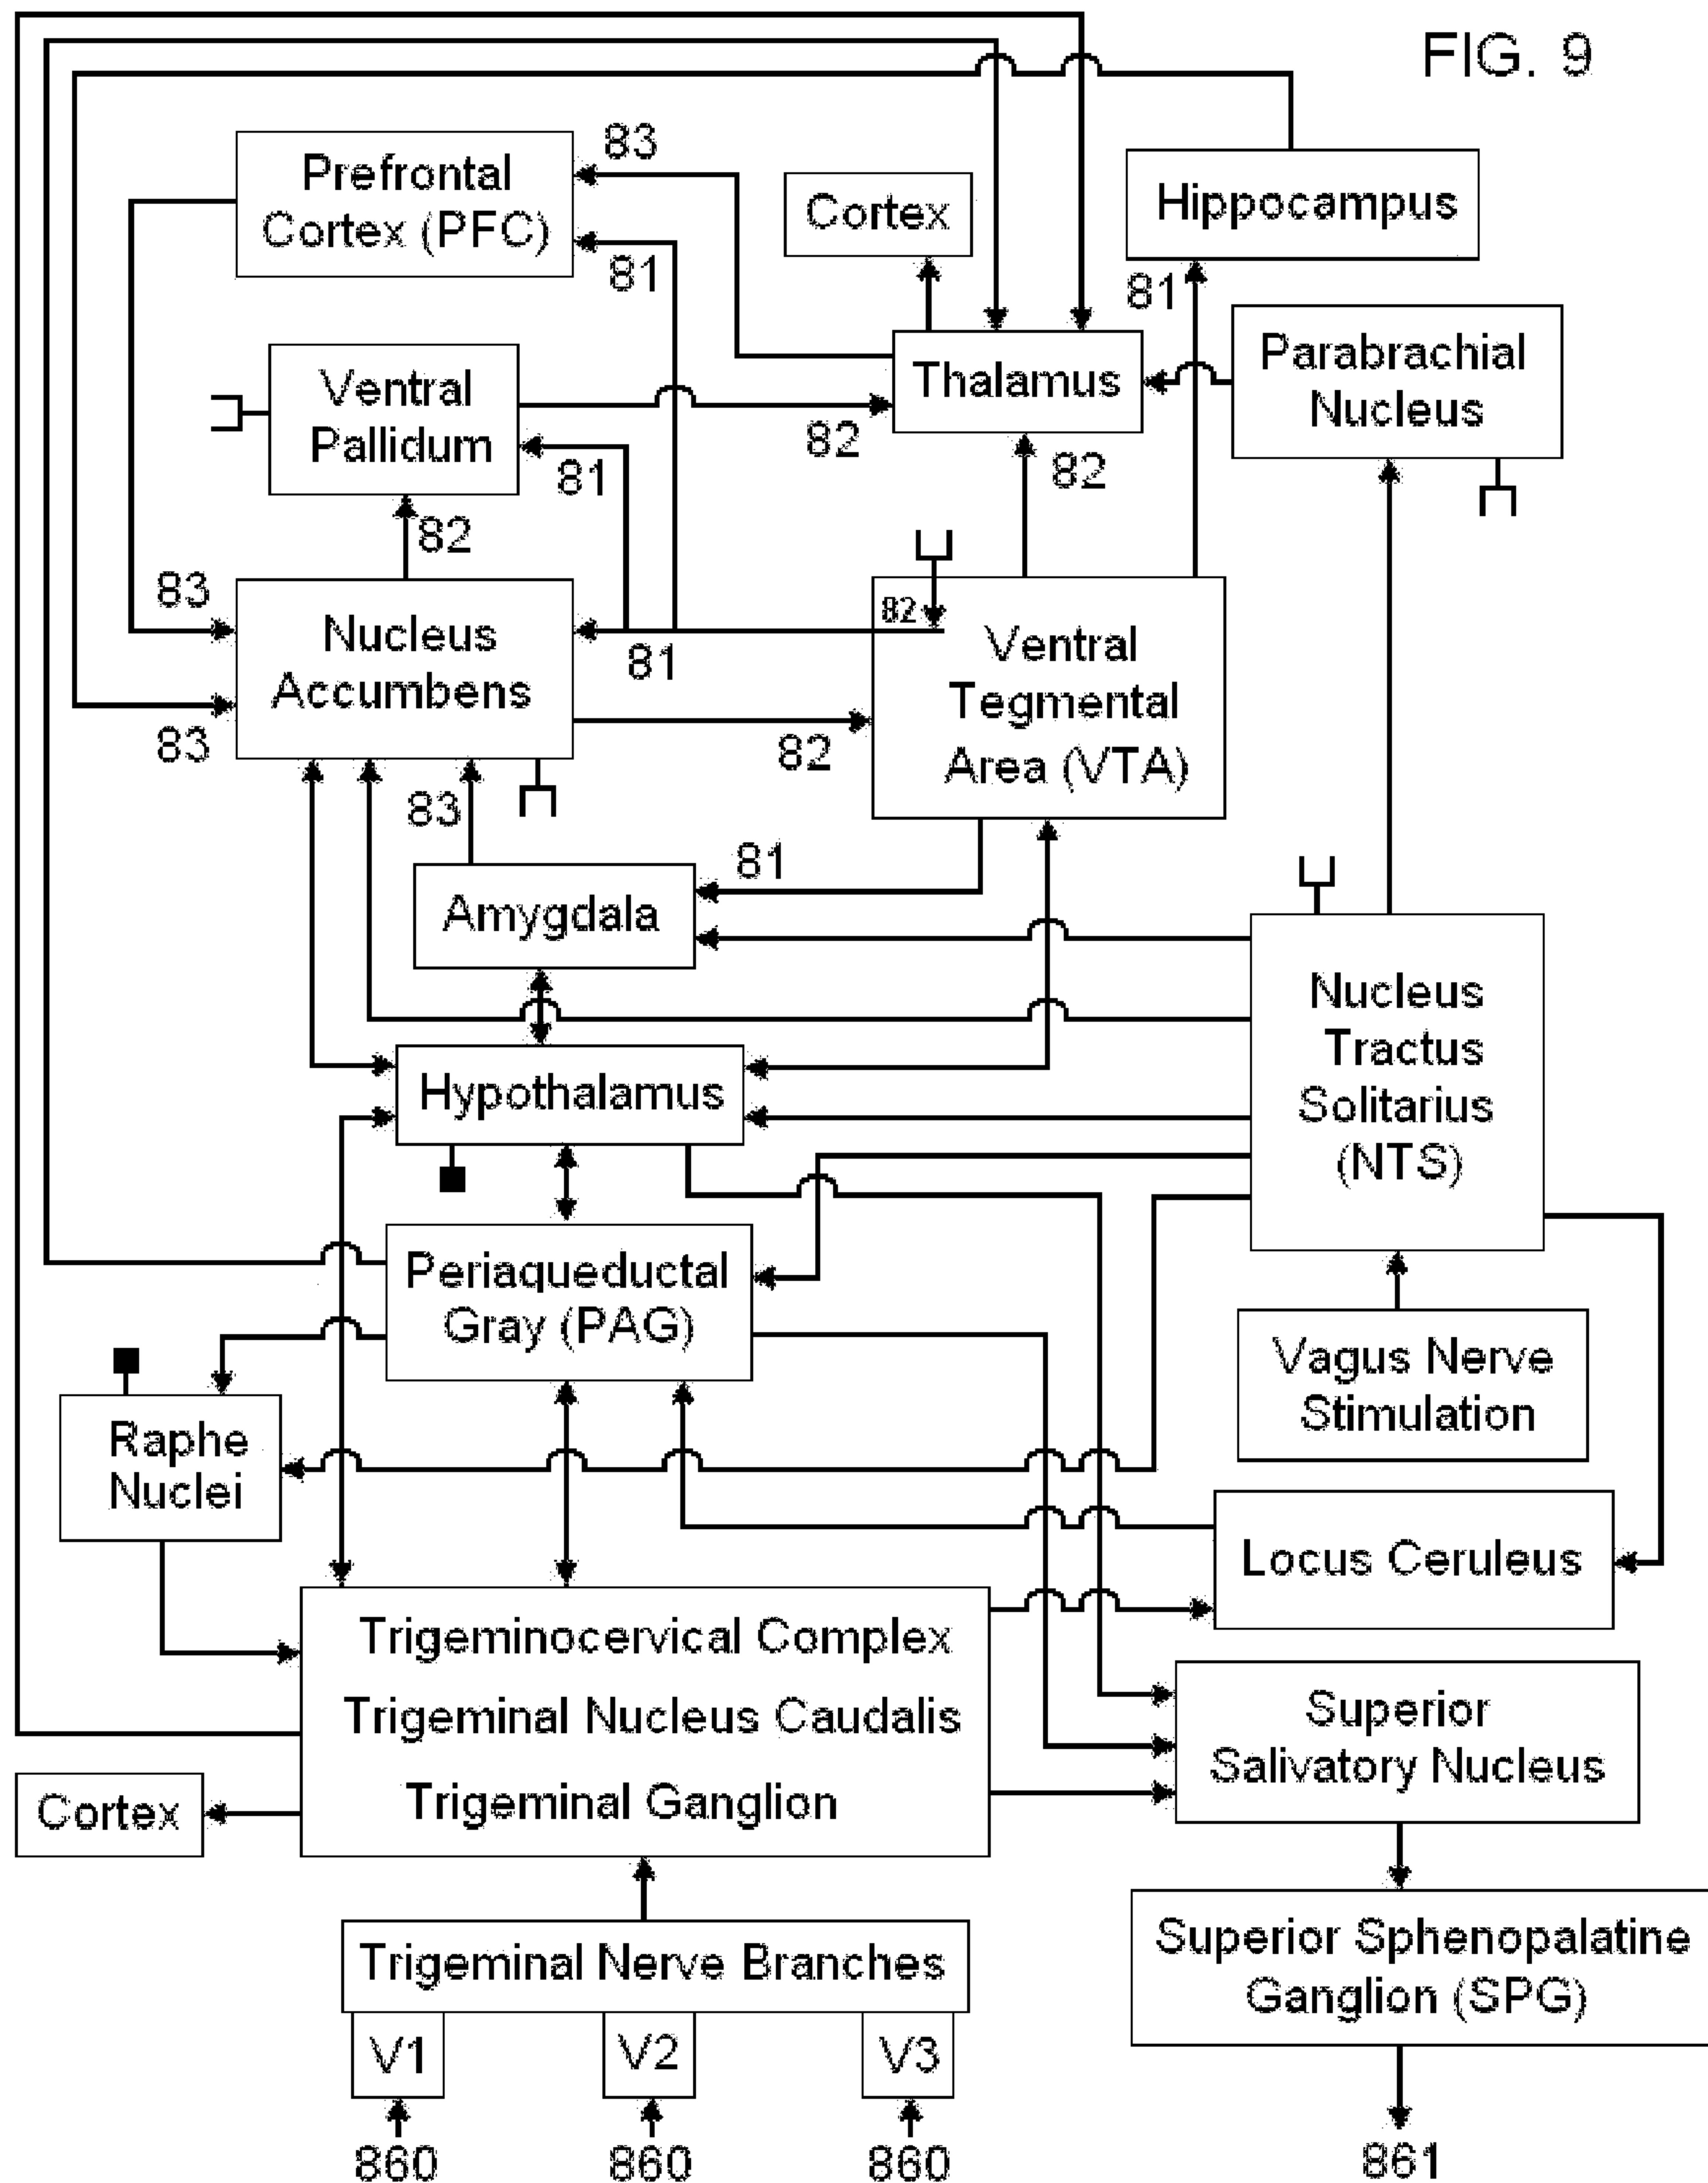 FIG. 9
83
Prefrontal
Cortex (PFC)
Cortex
Hippocampus
81
81
Parabrachial
Nucleus
Ventral
Pallidum
Thalamus
82
81
82
82
83
82
Nucleus
Accumbens
81
Ventral
Tegmental
Area (VTA)
83
82
83
81
Amygdala
Nucleus
Tractus
Solitarius
(NTS)
Hypothalamus
Periaqueductal
Gray (PAG)
Vagus Nerve
Stimulation
Raphe
Nuclei
Locus Ceruleus
Trigeminocervical Complex
Trigeminal Nucleus Caudalis
Trigeminal Ganglion
Superior
Salivatory Nucleus
Cortex
Trigeminal Nerve Branches
Superior Sphenopalatine
Ganglion (SPG)
V1
V2
V3
860
860
860
861